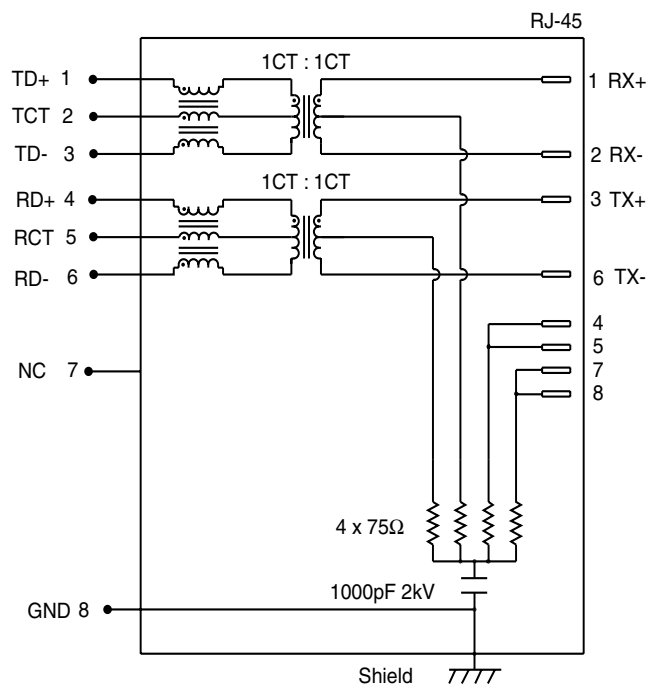 RJ-45
1CT : 1CT
TD+ 1
1 RX+
TCT 2
TD- 3
2 RX-
1CT : 1CT
RD+ 4
3 TX+
RCT 5
RD- 6
6 TX-
4
5
NC 7
7
8
4 x 75Ω
1000pF 2kV
GND 8
Shield